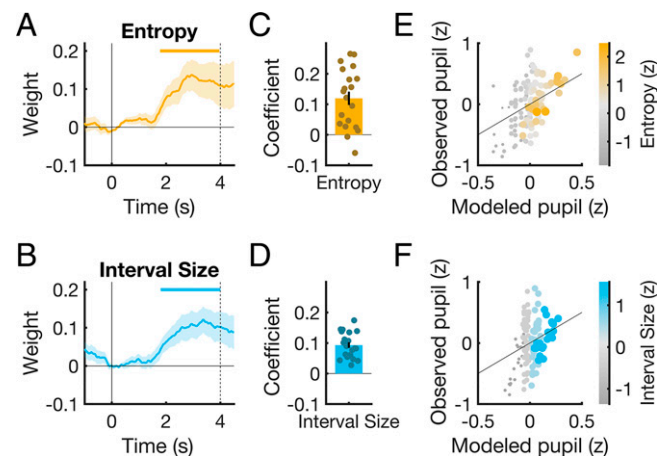 A
Entropy
0.2
0.1
0
-0.1
Weight
0
2
4
Time (s)
C
0.2
0.1
0
-0.1
Coefficient
Entropy
E
1
0
-1
Observed pupil (z)
-0.5
0
0.5
Modeled pupil (z)
2
1
0
-1
Entropy (z)
B
Interval Size
0.2
0.1
0
0.1
Weight
0
2
4
Time (s)
D
0.2
0.1
0
-0.1
Coefficient
Interval Size
F
1
0
-1
Observed pupil (z)
-0.5
0
0.5
Modeled pupil (z)
1
0
-1
Interval Size (z)